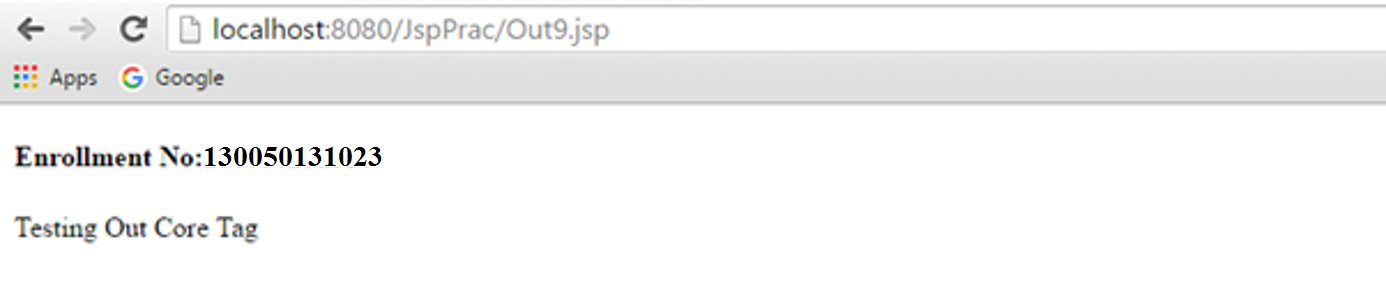 localhost:8080/JspPrac/Out9.jsp
Apps Google
Enrollment No:130050131023
Testing Out Core Tag